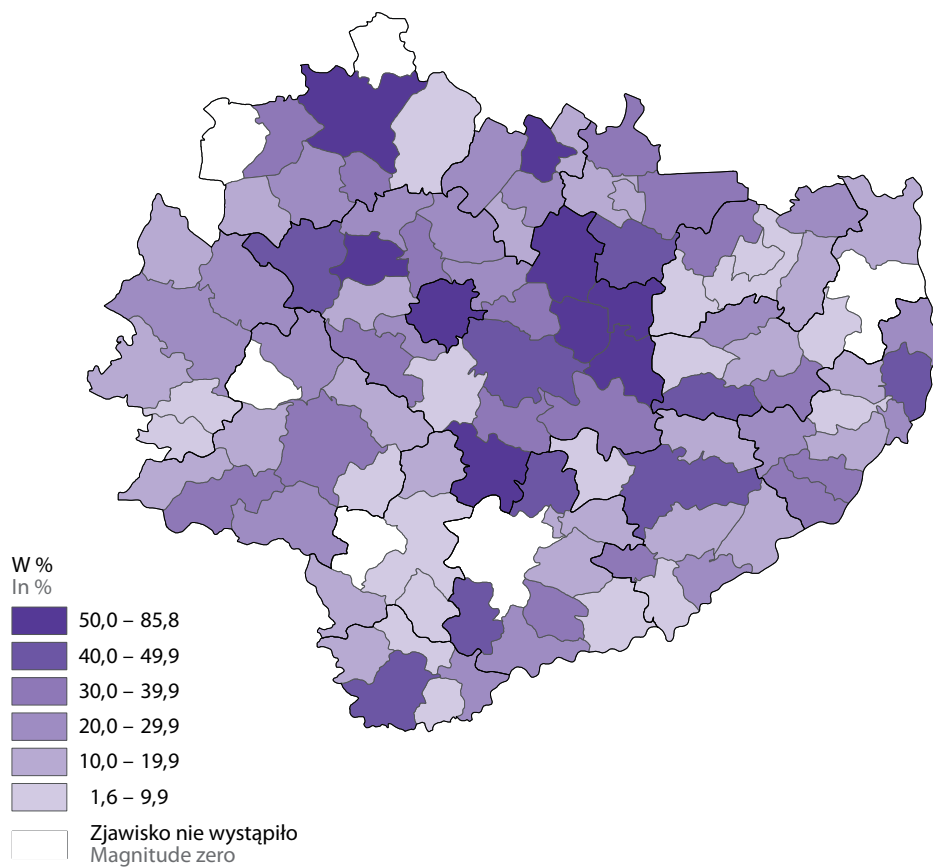 W %
In %
50,0 – 85,8
40,0 – 49,9
30,0 – 39,9
20,0 – 29,9
10,0 – 19,9
1,6 – 9,9
Zjawisko nie wystąpiło
Magnitude zero